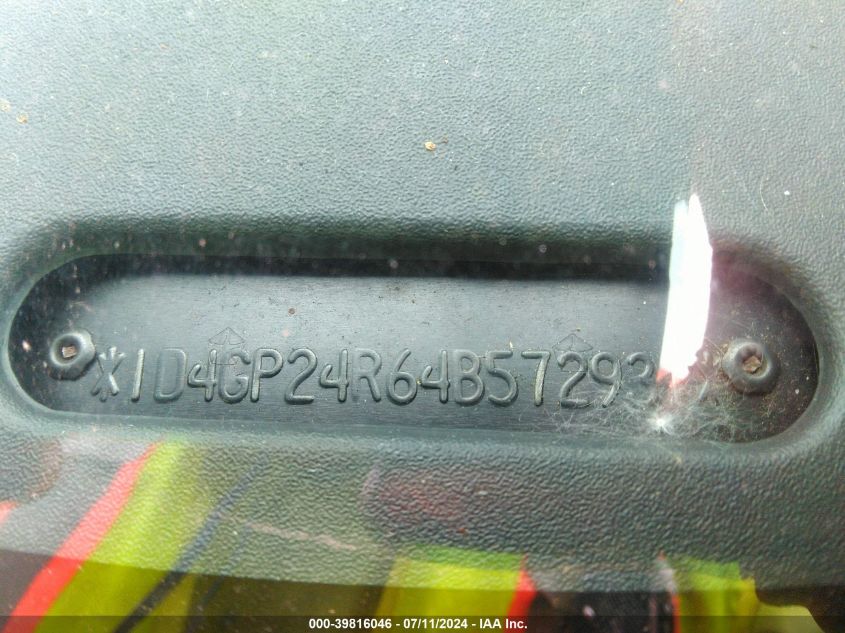 *1D4GP24R64B57293
000-39816046 - 07/11/2024 - IAA Inc.